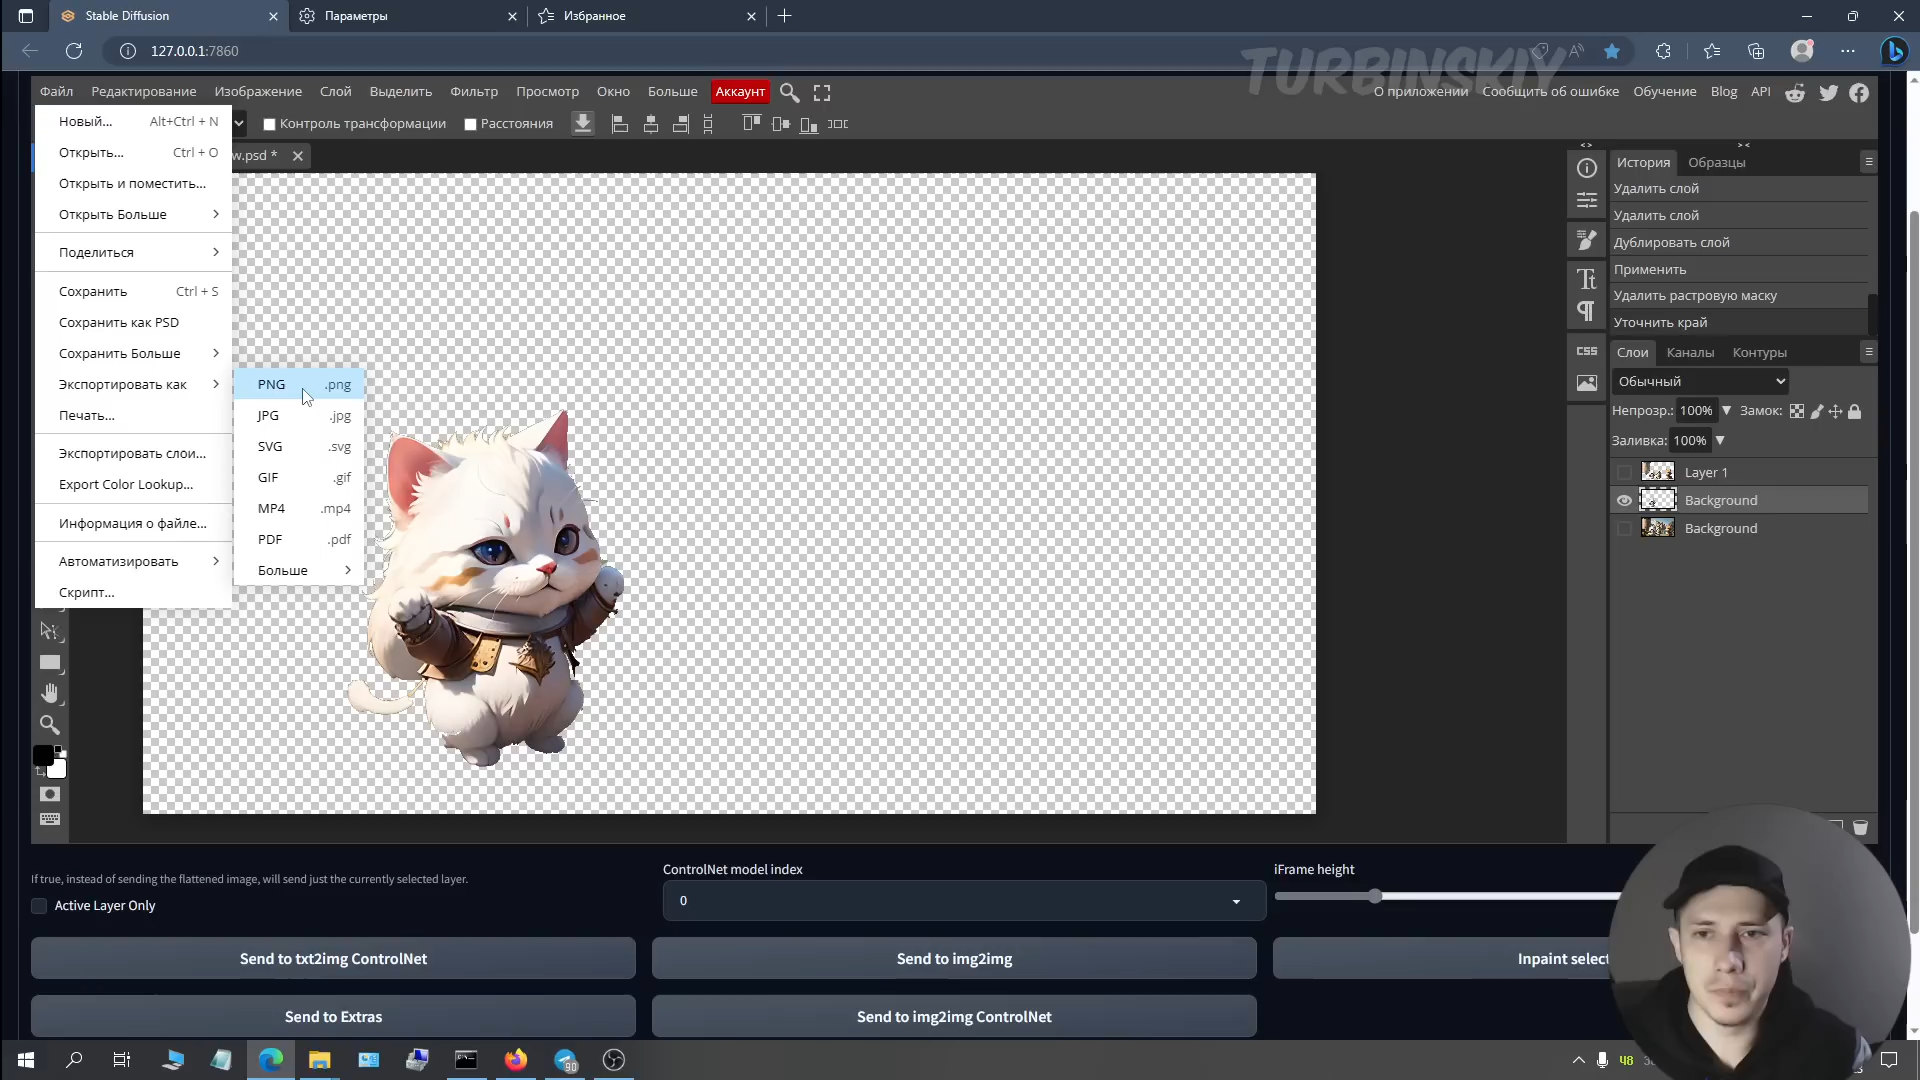 Stable Diffusion
Параметры
Избранное
127.0.0.1:7860
TURBINSKIY
Файл Редактирование Изображение Слой Выделить Фильтр Просмотр Окно Больше Аккаунт
О приложении Сообщить об ошибке Обучение Blog API
Контроль трансформации Расстояния
w.psd *
Новый... Alt+Ctrl + N
Открыть... Ctrl + O
Открыть и поместить...
Открыть Больше
Поделиться
Сохранить Ctrl + S
Сохранить как PSD
Сохранить Больше
Экспортировать как
Печать...
Экспортировать слои...
Export Color Lookup...
Информация о файле...
Автоматизировать
Скрипт...
PNG .png
JPG .jpg
SVG .svg
GIF .gif
MP4 .mp4
PDF .pdf
Больше
История Образцы
Удалить слой
Удалить слой
Дублировать слой
Применить
Удалить растровую маску
Уточнить край
CSS
Слои Каналы Контуры
Обычный
Непрозр.: 100% Замок:
Заливка: 100%
Layer 1
Background
Background
If true, instead of sending the flattened image, will send just the currently selected layer.
Active Layer Only
ControlNet model index
0
iFrame height
Send to txt2img ControlNet
Send to img2img
Inpaint select
Send to Extras
Send to img2img ControlNet
90
48